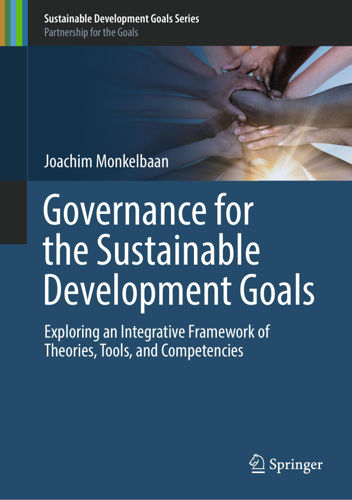 Sustainable Development Goals Series
Partnership for the Goals
Joachim Monkelbaan
Governance for
the Sustainable
Development Goals
Exploring an Integrative Framework of
Theories, Tools, and Competencies
Springer